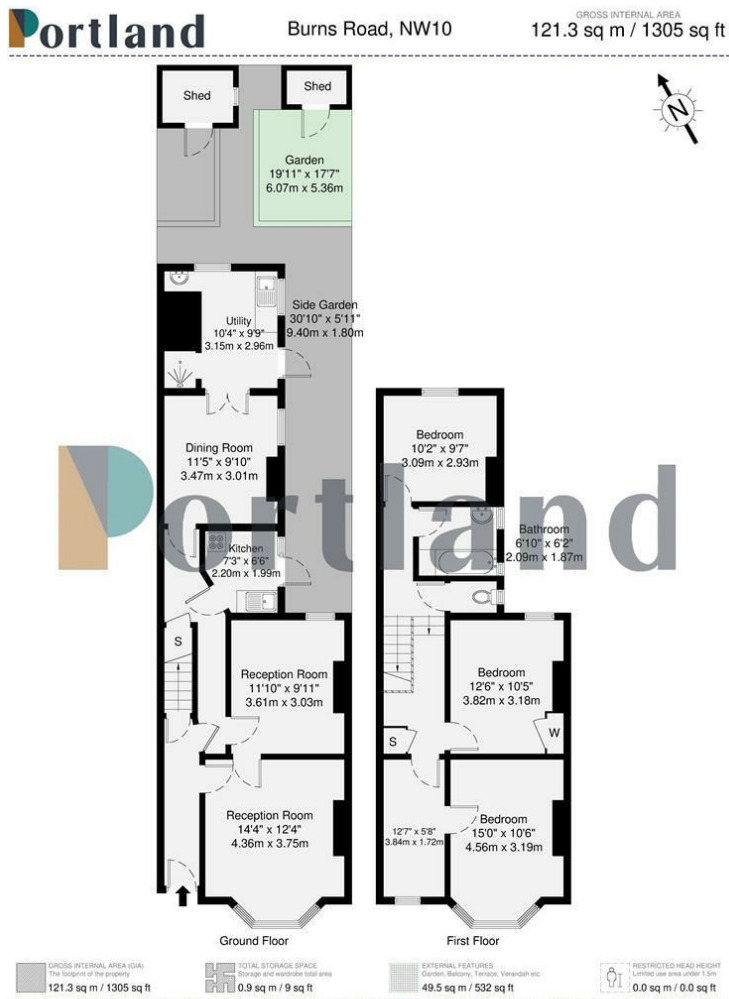 Portland
Burns Road, NW10
GROSS INTERNAL AREA
121.3 sq m / 1305 sq ft
Shed
Shed
N
Garden
19'11" x 17'7"
6.07m x 5.36m
Side Garden
30'10" x 5'11"
9.40m x 1.80m
Utility
10'4" x 9'9"
3.15m x 2.96m
Dining Room
11'5" x 9'10"
3.47m x 3.01m
Bedroom
10'2" x 9'7"
3.09m x 2.93m
Portland
Kitchen
7'3" x 6'6"
2.20m x 1.99m
Bathroom
6'10" x 6'2"
2.09m x 1.87m
S
Reception Room
11'10" x 9'11"
3.61m x 3.03m
Bedroom
12'6" x 10'5"
3.82m x 3.18m
S
W
Reception Room
14'4" x 12'4"
4.36m x 3.75m
12'7" x 5'8"
3.84m x 1.72m
Bedroom
15'0" x 10'6"
4.56m x 3.19m
Ground Floor
First Floor
GROSS INTERNAL AREA (GIA)
The footprint of the property
121.3 sq m / 1305 sq ft
TOTAL STORAGE SPACE
Storage and wardrobe total area
0.9 sq m / 9 sq ft
EXTERNAL FEATURES
Garden, Balcony, Terrace, Verandah etc.
49.5 sq m / 532 sq ft
RESTRICTED HEAD HEIGHT
Limited use area under 1.5m
0.0 sq m / 0.0 sq ft